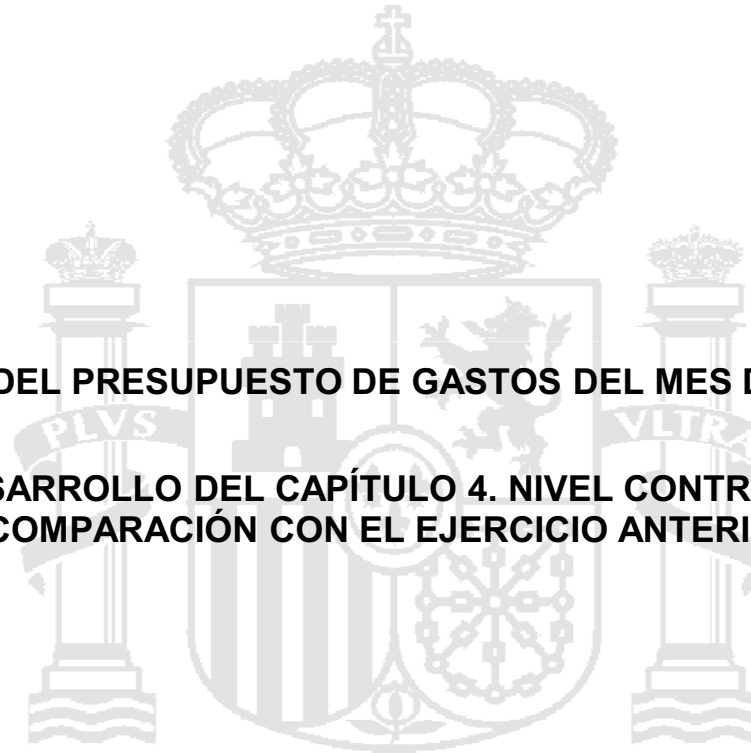 DEL PRESUPUESTO DE GASTOS DEL MES D
PLVS
VLTRA
SARROLLO DEL CAPÍTULO 4. NIVEL CONTR
COMPARACIÓN CON EL EJERCICIO ANTERI